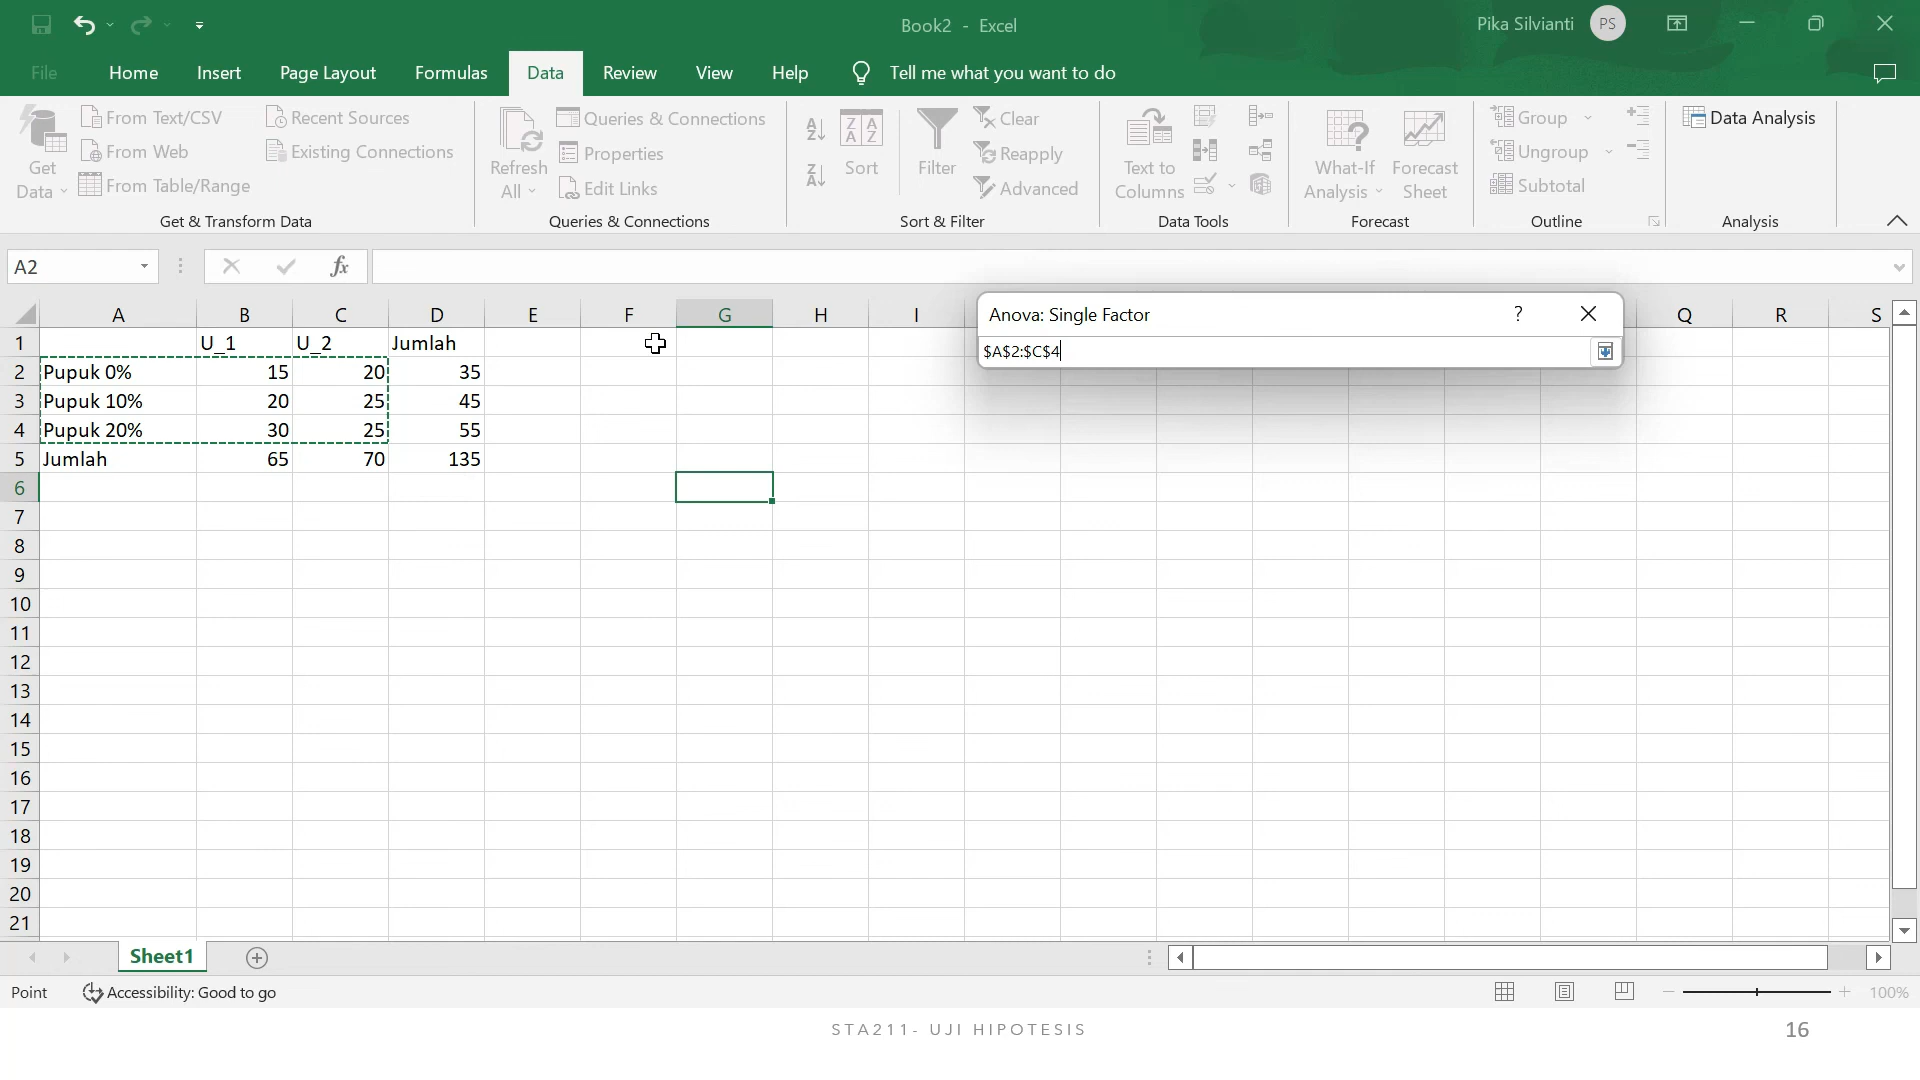 Book2 - Excel
Pika Silvianti PS
File Home Insert Page Layout Formulas Data Review View Help Tell me what you want to do
Get Data
From Text/CSV
From Web
From Table/Range
Recent Sources
Existing Connections
Get & Transform Data
Refresh All
Queries & Connections
Properties
Edit Links
Queries & Connections
Sort
Filter
Clear
Reapply
Advanced
Sort & Filter
Text to Columns
Data Tools
What-If Analysis
Forecast Sheet
Forecast
Group
Ungroup
Subtotal
Outline
Data Analysis
Analysis
A2 fx
Anova: Single Factor ?
$A$2:$C$4
A B C D E F G H I Q R S
1 U_1 U_2 Jumlah
2 Pupuk 0% 15 20 35
3 Pupuk 10% 20 25 45
4 Pupuk 20% 30 25 55
5 Jumlah 65 70 135
6
7
8
9
10
11
12
13
14
15
16
17
18
19
20
21
Sheet1
Point Accessibility: Good to go 100%
STA211- UJI HIPOTESIS 16